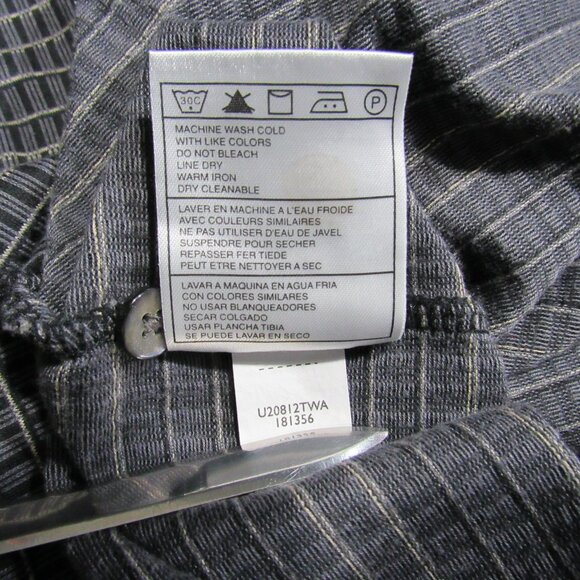 30C P
MACHINE WASH COLD
WITH LIKE COLORS
DO NOT BLEACH
LINE DRY
WARM IRON
DRY CLEANABLE
LAVER EN MACHINE A L'EAU FROIDE
AVEC COULEURS SIMILAIRES
NE PAS UTILISER D'EAU DE JAVEL
SUSPENDRE POUR SECHER
REPASSER FER TIEDE
PEUT ETRE NETTOYER A SEC
LAVAR A MAQUINA EN AGUA FRIA
CON COLORES SIMILARES
NO USAR BLANQUEADORES
SECAR COLGADO
USAR PLANCHA TIBIA
SE PUEDE LAVAR EN SECO
U20812TWA
181356